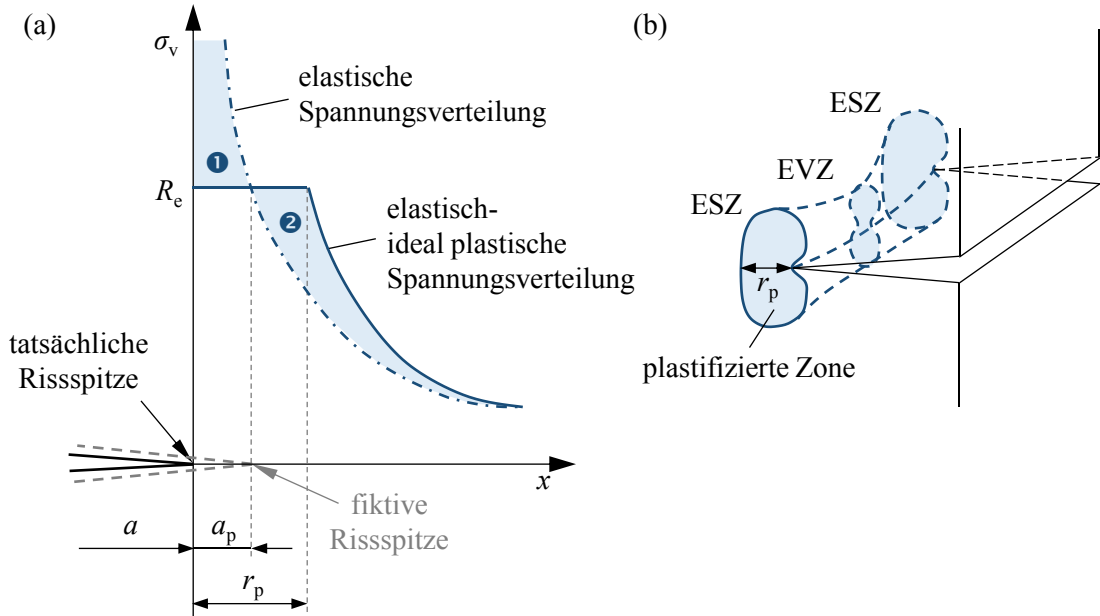 (a)
σv
elastische
Spannungsverteilung
❶
Re
❷
elastisch-
ideal plastische
Spannungsverteilung
tatsächliche
Rissspitze
x
fiktive
Rissspitze
a
ap
rp
(b)
ESZ
EVZ
ESZ
rp
plastifizierte Zone